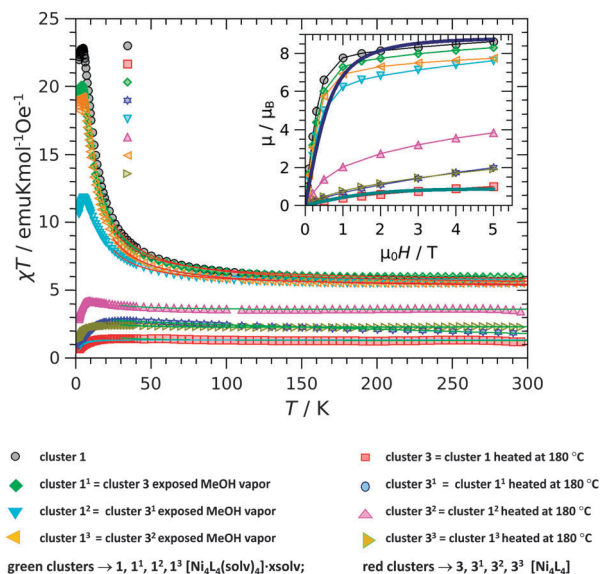 25
20
15
10
5
0
χT / emuKmol⁻¹Oe⁻¹
0 50 100 150 200 250 300
T / K
8
6
4
2
0
μ / μB
0 1 2 3 4 5
μ₀H / T
cluster 1
cluster 3 = cluster 1 heated at 180 °C
cluster 1¹ = cluster 3 exposed MeOH vapor
cluster 3¹ = cluster 1¹ heated at 180 °C
cluster 1² = cluster 3¹ exposed MeOH vapor
cluster 3² = cluster 1² heated at 180 °C
cluster 1³ = cluster 3² exposed MeOH vapor
cluster 3³ = cluster 1³ heated at 180 °C
green clusters → 1, 1¹, 1², 1³ [Ni₄L₄(solv)₄]·xsolv;
red clusters → 3, 3¹, 3², 3³ [Ni₄L₄]